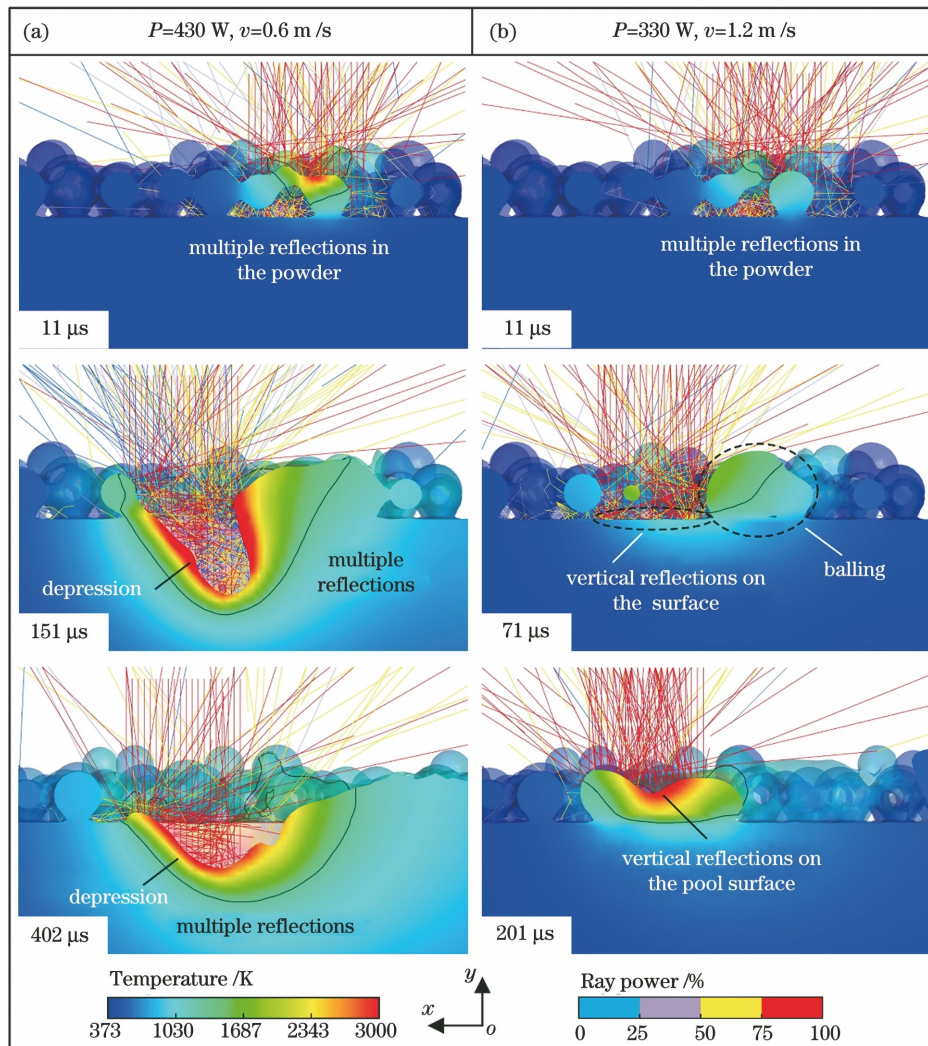 (a) P=430 W, v=0.6 m /s
(b) P=330 W, v=1.2 m /s
multiple reflections in
the powder
11 μs
multiple reflections in
the powder
11 μs
depression
multiple
reflections
151 μs
vertical reflections on
the surface
balling
71 μs
depression
multiple reflections
402 μs
vertical reflections on
the pool surface
201 μs
Temperature /K
373 1030 1687 2343 3000
y
x
o
Ray power /%
0 25 50 75 100